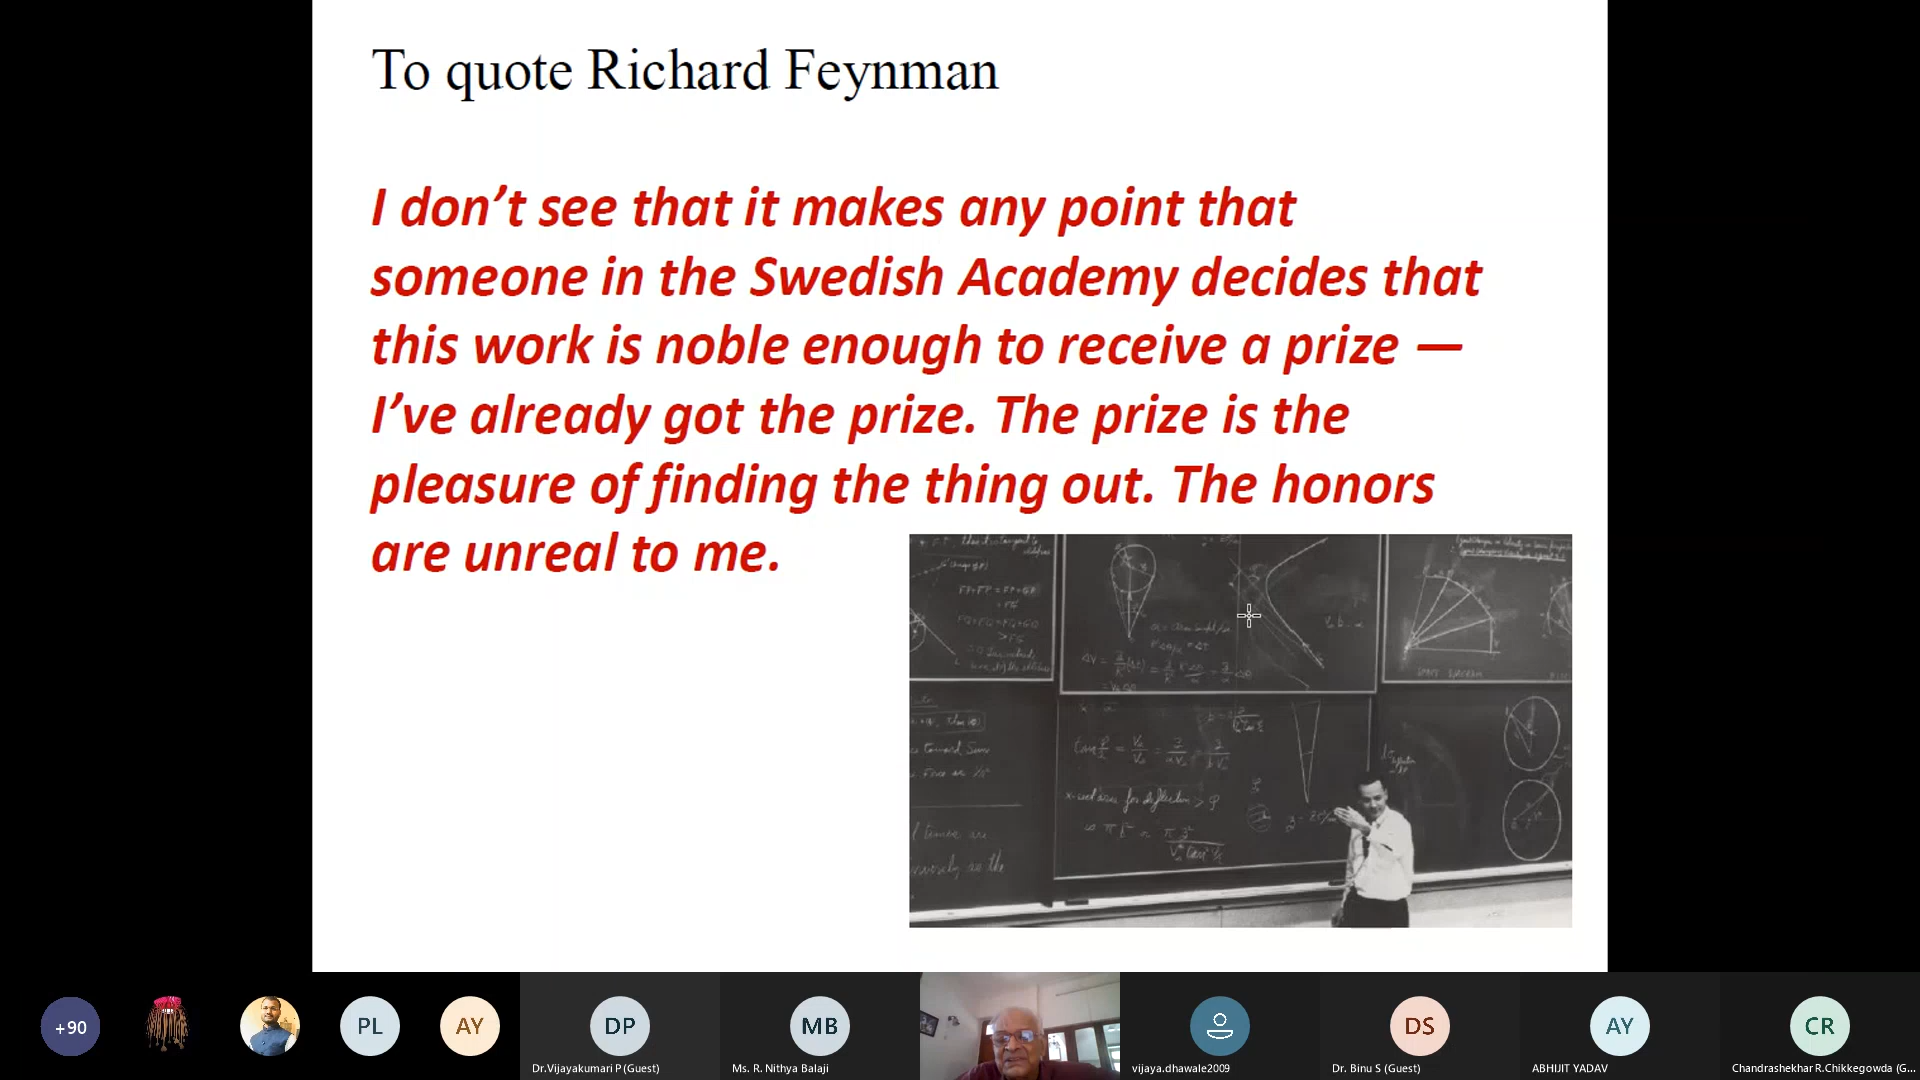 To quote Richard Feynman
I don’t see that it makes any point that
someone in the Swedish Academy decides that
this work is noble enough to receive a prize —
I’ve already got the prize. The prize is the
pleasure of finding the thing out. The honors
are unreal to me.
+90
PL
AY
DP
MB
DS
AY
CR
Dr.Vijayakumari P (Guest)
Ms. R. Nithya Balaji
vijaya.dhawale2009
Dr. Binu S (Guest)
ABHIJIT YADAV
Chandrashekhar R.Chikkegowda (G...